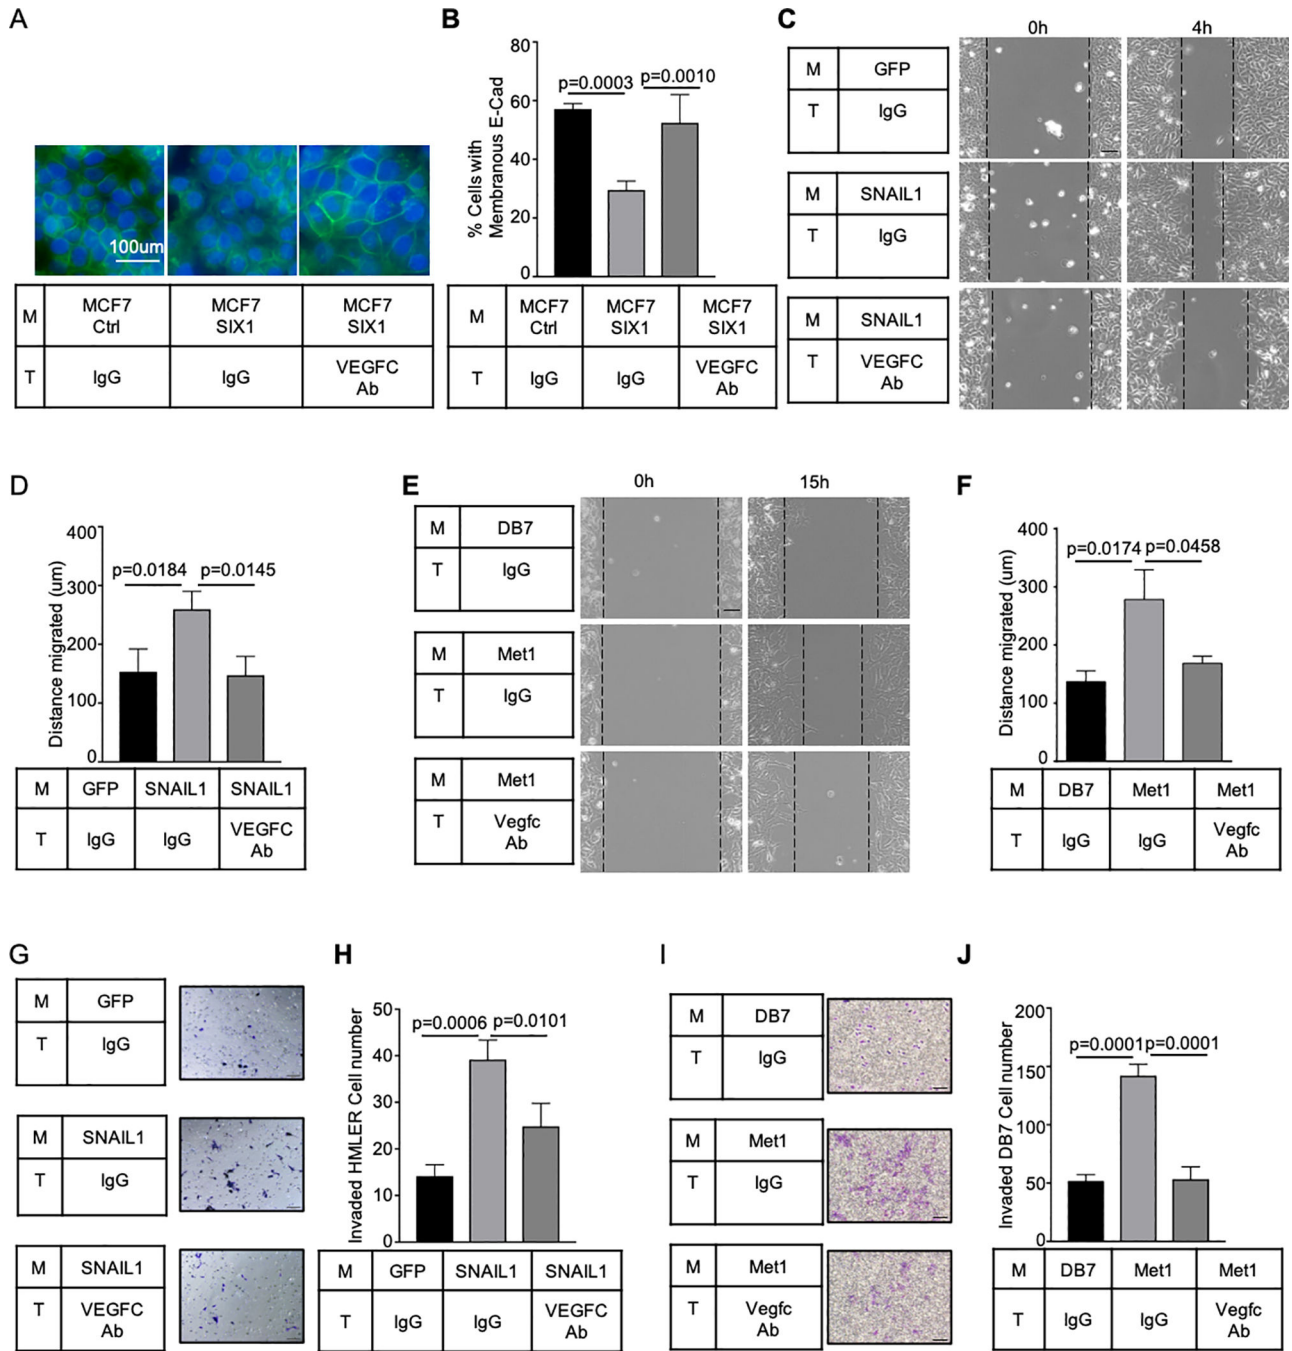 A
100um
M
MCF7
Ctrl
MCF7
SIX1
MCF7
SIX1
T
IgG
IgG
VEGFC
Ab
B
% Cells with
Membranous E-Cad
80
60
40
20
0
p=0.0003
p=0.0010
M
MCF7
Ctrl
MCF7
SIX1
MCF7
SIX1
T
IgG
IgG
VEGFC
Ab
C
0h
4h
M
GFP
T
IgG
M
SNAIL1
T
IgG
M
SNAIL1
T
VEGFC
Ab
D
Distance migrated (um)
400
300
200
100
0
p=0.0184
p=0.0145
M
GFP
SNAIL1
SNAIL1
T
IgG
IgG
VEGFC
Ab
E
0h
15h
M
DB7
T
IgG
M
Met1
T
IgG
M
Met1
T
Vegfc
Ab
F
Distance migrated (um)
400
300
200
100
0
p=0.0174
p=0.0458
M
DB7
Met1
Met1
T
IgG
IgG
Vegfc
Ab
G
M
GFP
T
IgG
M
SNAIL1
T
IgG
M
SNAIL1
T
VEGFC
Ab
H
Invaded HMLER Cell number
50
40
30
20
10
0
p=0.0006
p=0.0101
M
GFP
SNAIL1
SNAIL1
T
IgG
IgG
VEGFC
Ab
I
M
DB7
T
IgG
M
Met1
T
IgG
M
Met1
T
Vegfc
Ab
J
Invaded DB7 Cell number
200
150
100
50
0
p=0.0001
p=0.0001
M
DB7
Met1
Met1
T
IgG
IgG
Vegfc
Ab